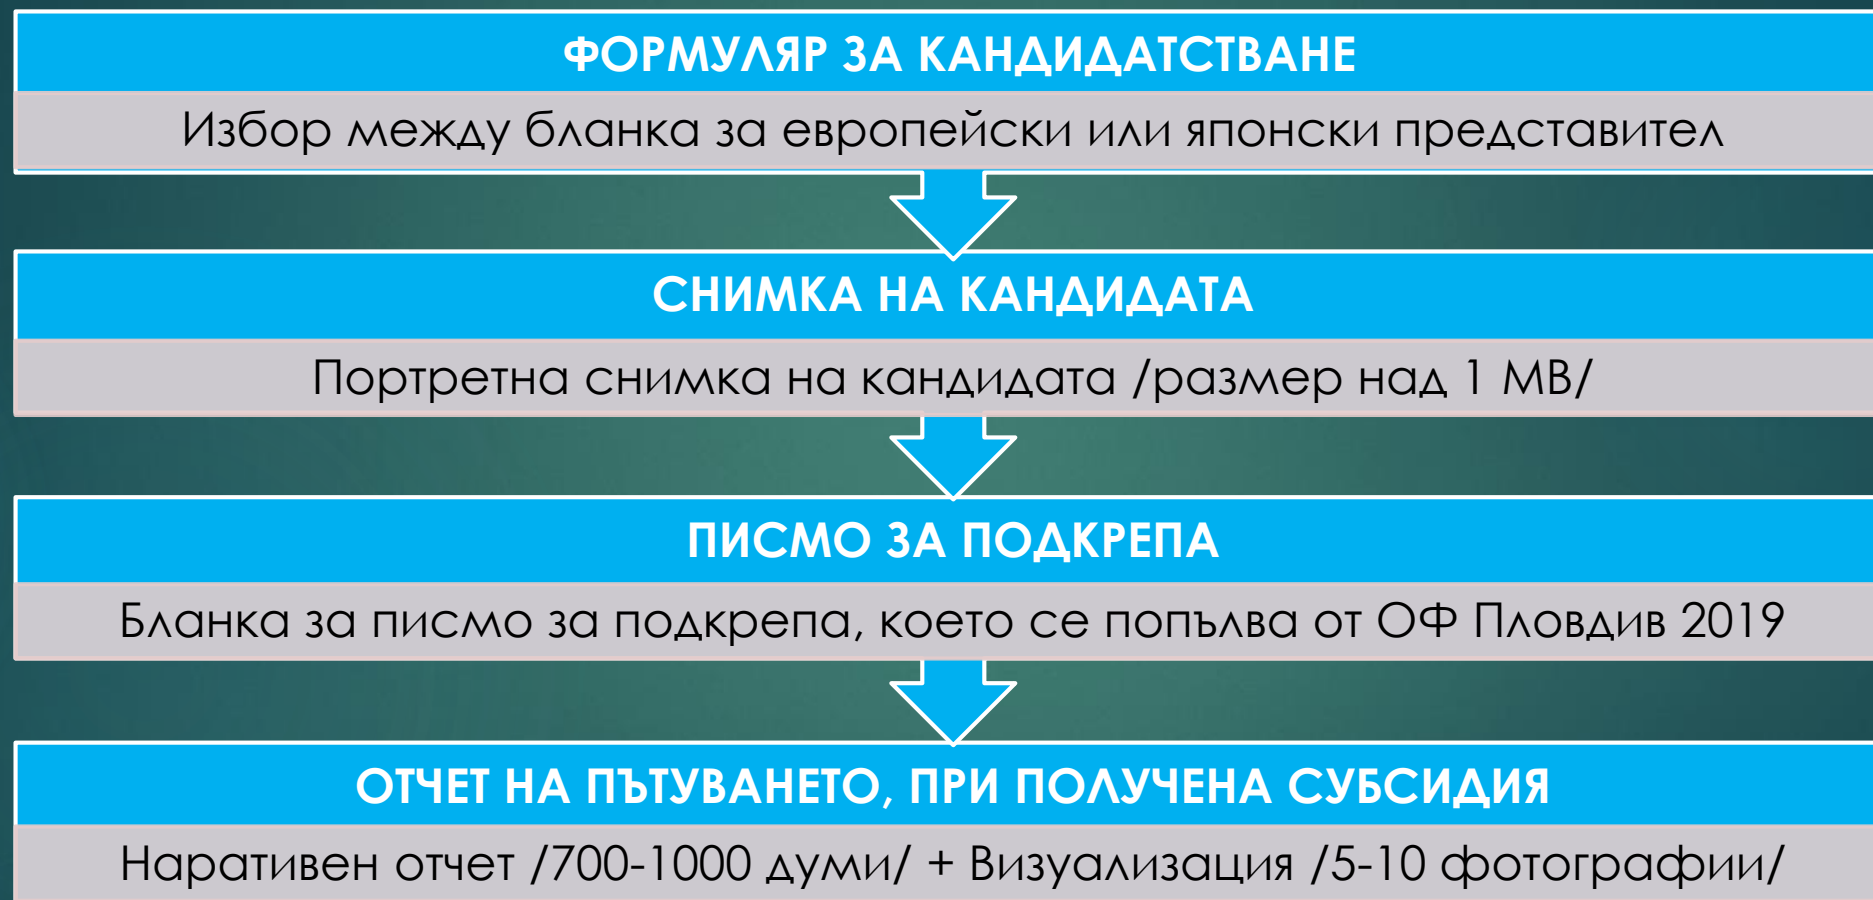 ФОРМУЛЯР ЗА КАНДИДАТСТВАНЕ
Избор между бланка за европейски или японски представител
СНИМКА НА КАНДИДАТА
Портретна снимка на кандидата /размер над 1 MB/
ПИСМО ЗА ПОДКРЕПА
Бланка за писмо за подкрепа, което се попълва от ОФ Пловдив 2019
ОТЧЕТ НА ПЪТУВАНЕТО, ПРИ ПОЛУЧЕНА СУБСИДИЯ
Наративен отчет /700-1000 думи/ + Визуализация /5-10 фотографии/